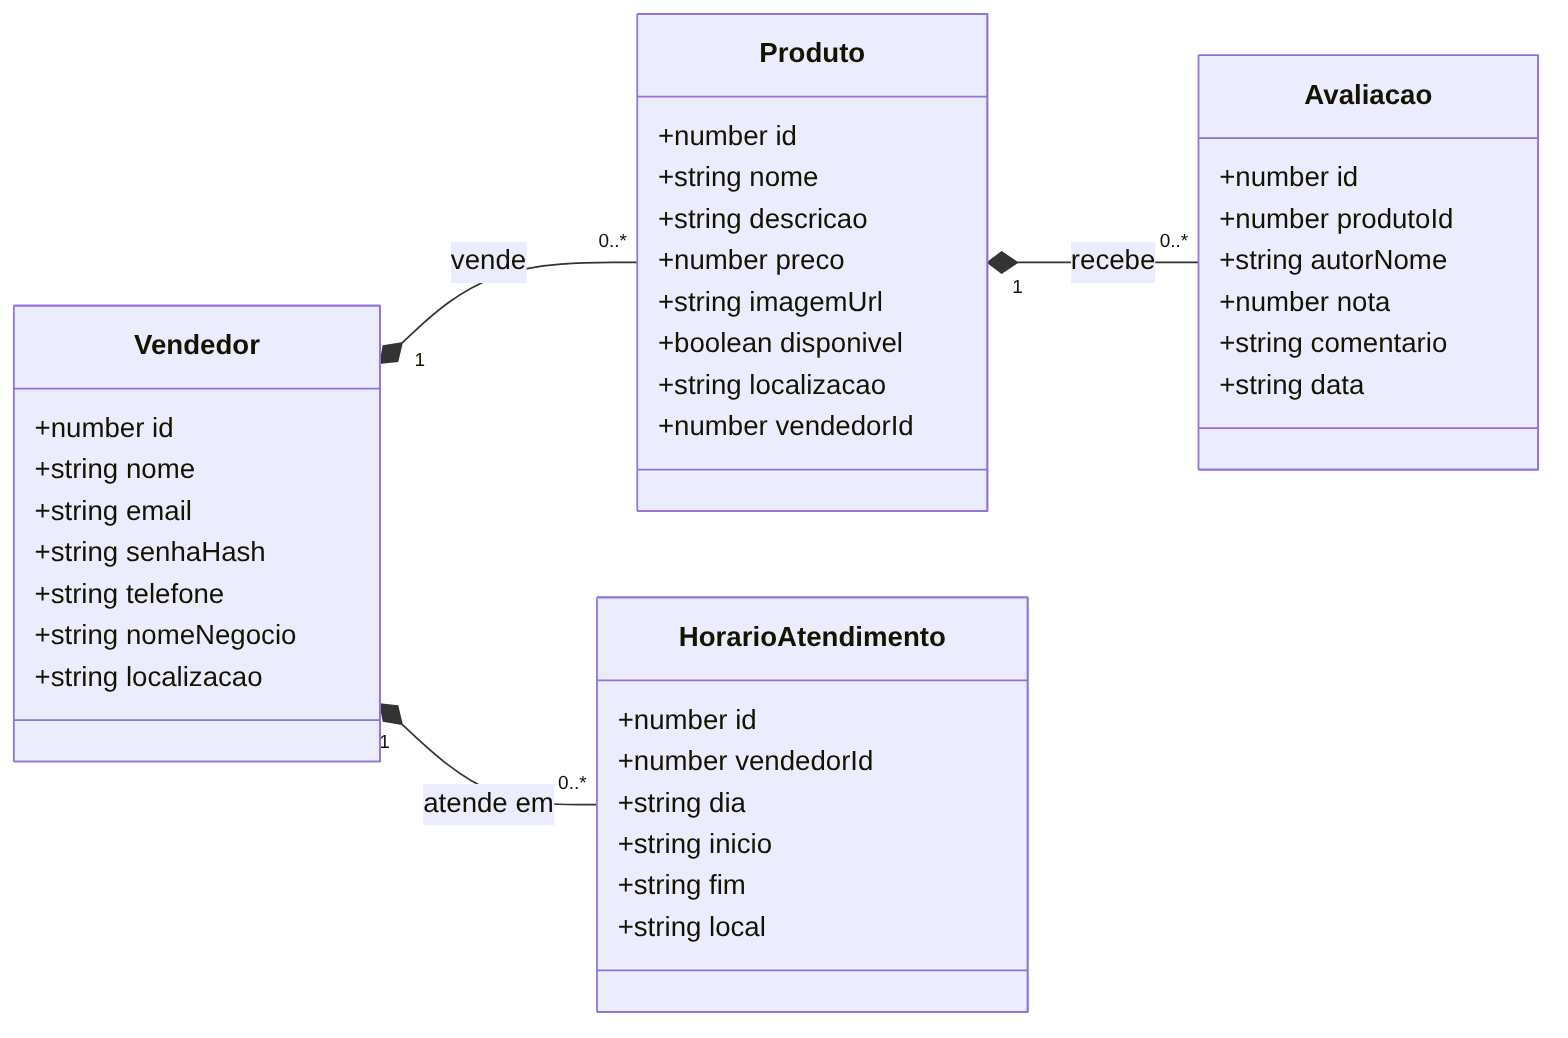 Vendedor
+number id
+string nome
+string email
+string senhaHash
+string telefone
+string nomeNegocio
+string localizacao
1
vende
0..*
1
atende em
0..*
Produto
+number id
+string nome
+string descricao
+number preco
+string imagemUrl
+boolean disponivel
+string localizacao
+number vendedorId
1
recebe
0..*
HorarioAtendimento
+number id
+number vendedorId
+string dia
+string inicio
+string fim
+string local
Avaliacao
+number id
+number produtoId
+string autorNome
+number nota
+string comentario
+string data